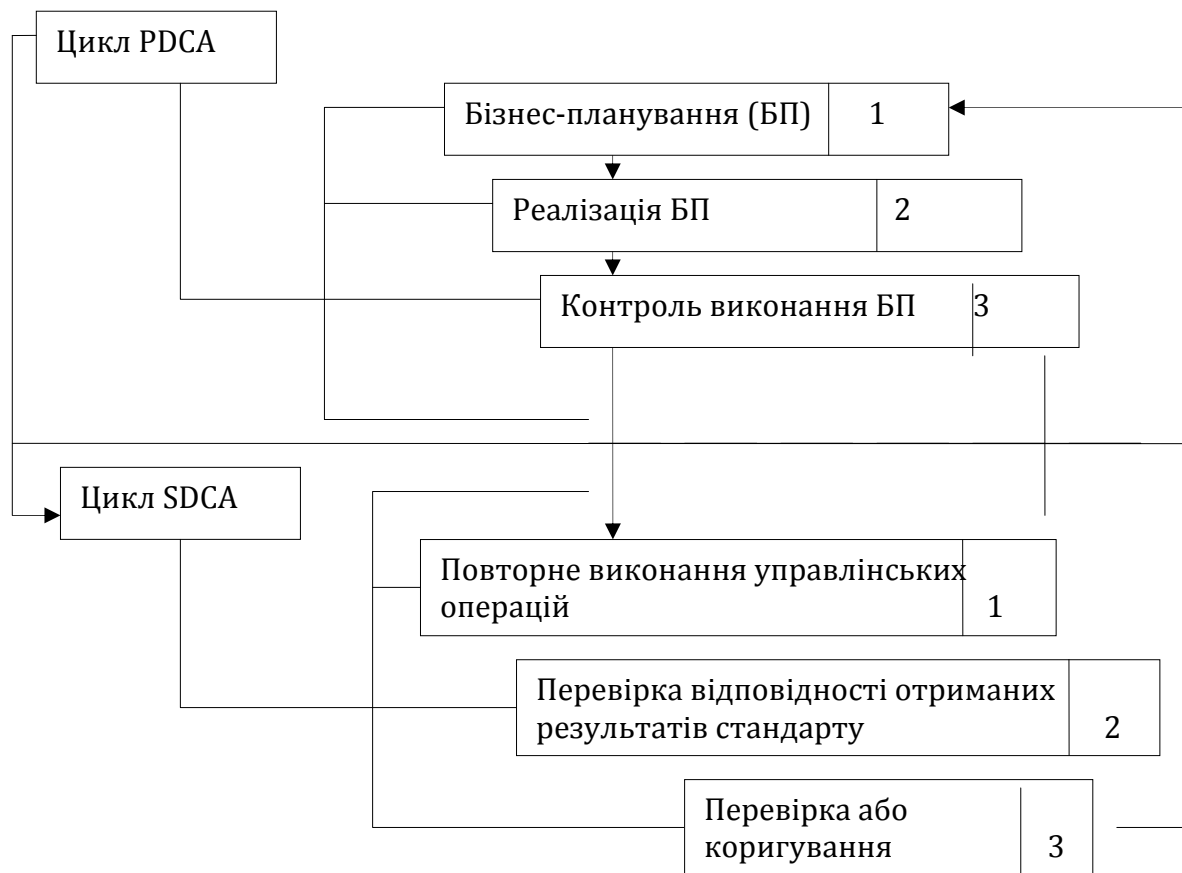 Цикл PDCA
Бізнес-планування (БП) 1
Реалізація БП 2
Контроль виконання БП 3
Цикл SDCA
Повторне виконання управлінських
операцій 1
Перевірка відповідності отриманих
результатів стандарту 2
Перевірка або
коригування 3